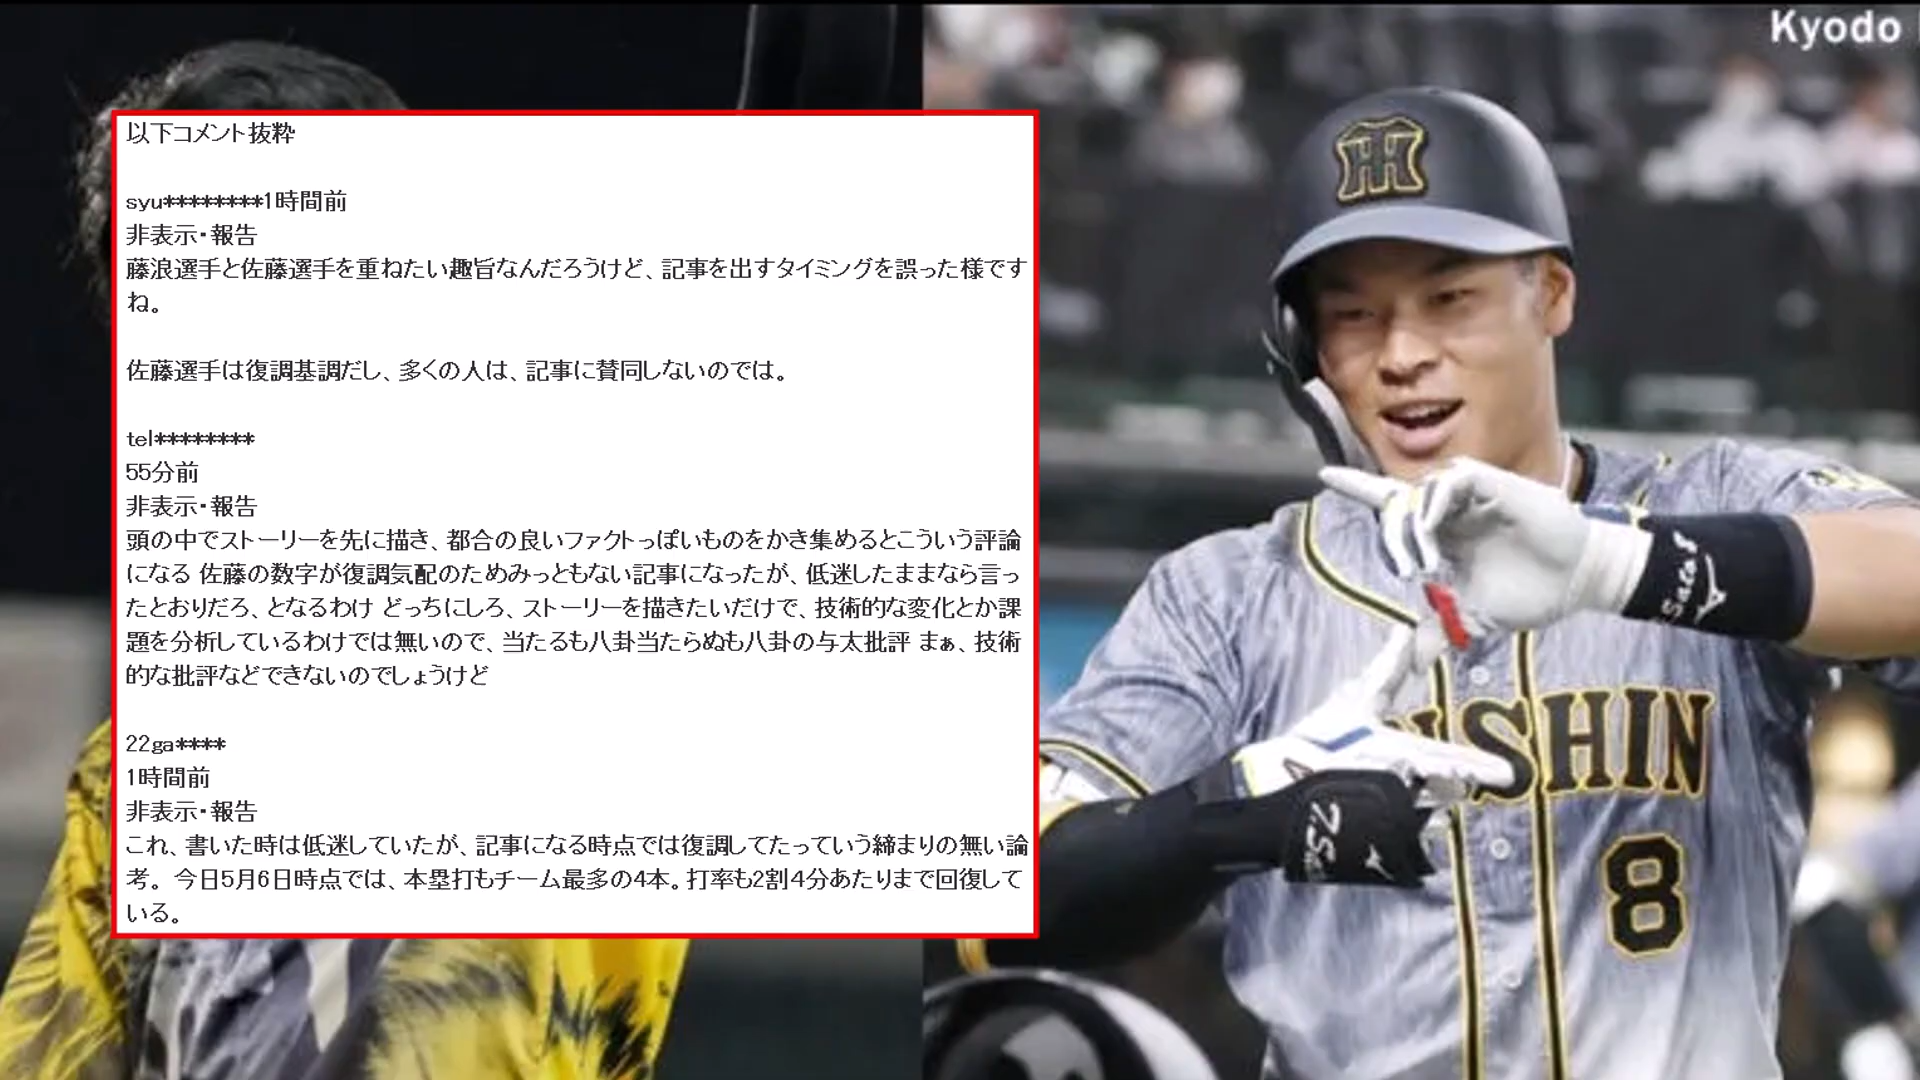 Kyodo
以下コメント抜粋
syu********1時間前
非表示・報告
藤浪選手と佐藤選手を重ねたい趣旨なんだろうけど、記事を出すタイミングを誤った様です
ね。
佐藤選手は復調基調だし、多くの人は、記事に賛同しないのでは。
tel********
55分前
非表示・報告
頭の中でストーリーを先に描き、都合の良いファクトっぽいものをかき集めるとこういう評論
になる 佐藤の数字が復調気配のためみっともない記事になったが、低迷したままなら言っ
たとおりだろ、となるわけ どっちにしろ、ストーリーを描きたいだけで、技術的な変化とか課
題を分析しているわけでは無いので、当たるも八卦当たらぬも八卦の与太批評 まぁ、技術
的な批評などできないのでしょうけど
22ga****
1時間前
非表示・報告
これ、書いた時は低迷していたが、記事になる時点では復調してたっていう締まりの無い論
考。 今日5月6日時点では、本塁打もチーム最多の4本。打率も2割4分あたりまで回復して
いる。
HT
Sato
NSHIN
T.S
8